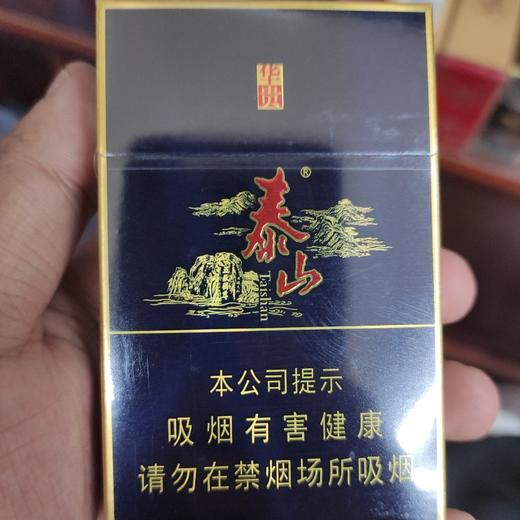 华贵
泰山®
Taishan
本公司提示
吸烟有害健康
请勿在禁烟场所吸烟